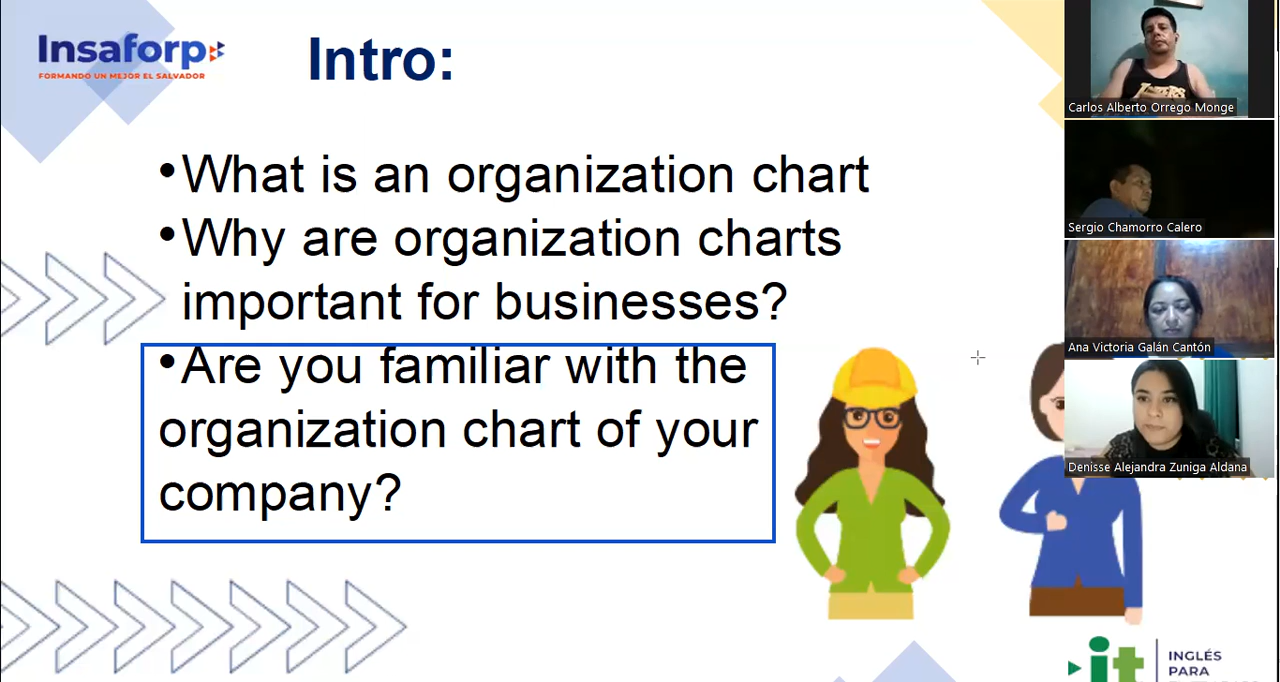 Insaforp
FORMANDO UN MEJOR EL SALVADOR
Intro:
•What is an organization chart
•Why are organization charts
important for businesses?
•Are you familiar with the
organization chart of your
company?
Carlos Alberto Orrego Monge
Sergio Chamorro Calero
Ana Victoria Galán Cantón
Denisse Alejandra Zuniga Aldana
it
INGLÉS
PARA